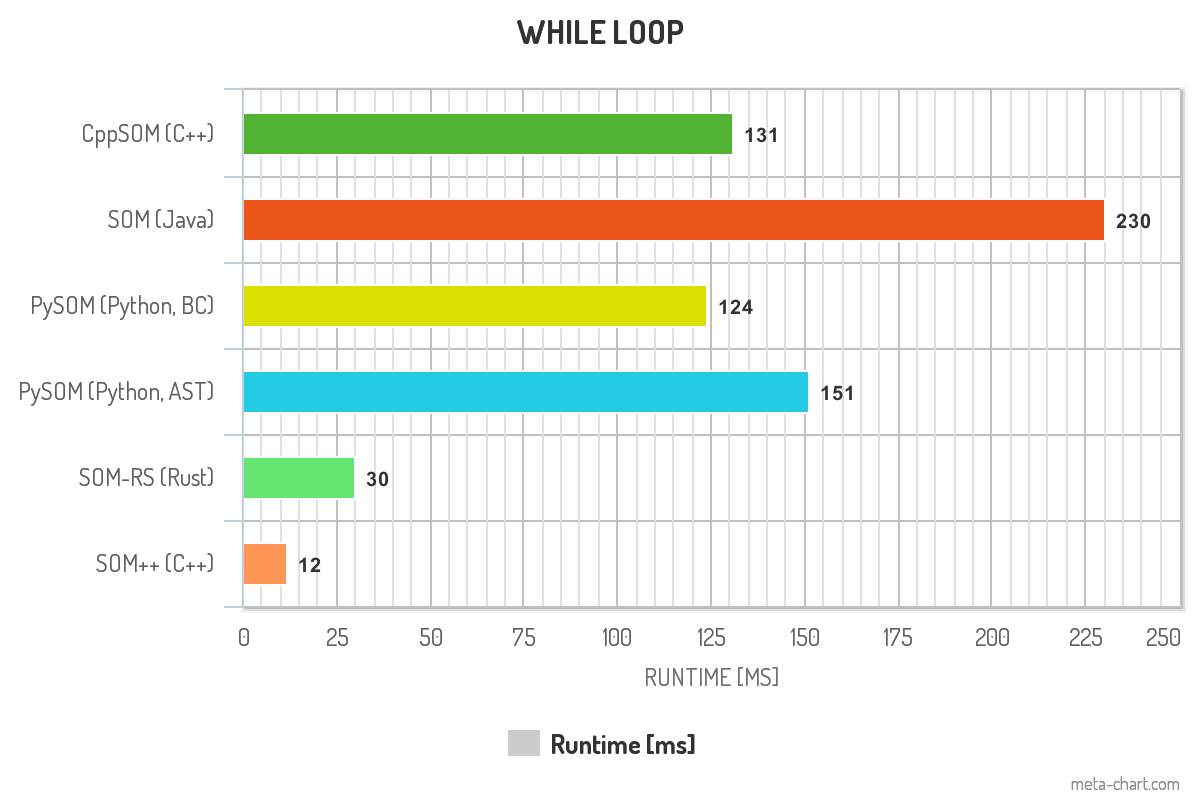 WHILE LOOP
CppSOM (C++)
131
SOM (Java)
230
PySOM (Python, BC)
124
PySOM (Python, AST)
151
SOM-RS (Rust)
30
SOM++ (C++)
12
0 25 50 75 100 125 150 175 200 225 250
RUNTIME [MS]
Runtime [ms]
meta-chart.com